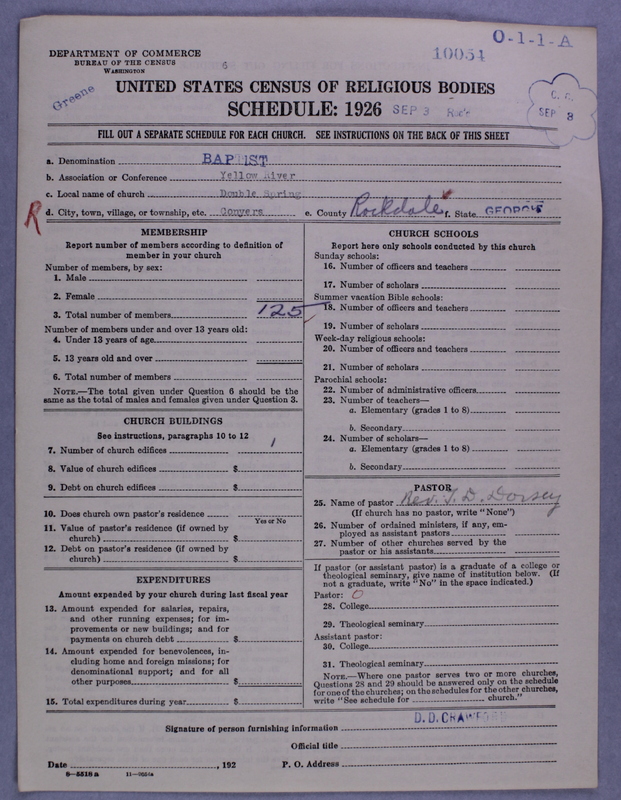 O-1-1-A
10054
DEPARTMENT OF COMMERCE
BUREAU OF THE CENSUS
WASHINGTON
6
Greene
UNITED STATES CENSUS OF RELIGIOUS BODIES
SCHEDULE: 1926
SEP 3
SEP 3
FILL OUT A SEPARATE SCHEDULE FOR EACH CHURCH. SEE INSTRUCTIONS ON THE BACK OF THIS SHEET
a. Denomination BAPTIST
b. Association or Conference Yellow River
c. Local name of church Double Spring
R
d. City, town, village, or township, etc. Conyers e. County Rockdale f. State GEORGIA
MEMBERSHIP
Report number of members according to definition of
member in your church
Number of members, by sex:
1. Male
2. Female
3. Total number of members 125
Number of members under and over 13 years old:
4. Under 13 years of age
5. 13 years old and over
6. Total number of members
NOTE.—The total given under Question 6 should be the
same as the total of males and females given under Question 3.
CHURCH BUILDINGS
See instructions, paragraphs 10 to 12
7. Number of church edifices 1
8. Value of church edifices $
9. Debt on church edifices $
10. Does church own pastor's residence
Yes or No
11. Value of pastor's residence (if owned by
church) $
12. Debt on pastor's residence (if owned by
church) $
EXPENDITURES
Amount expended by your church during last fiscal year
13. Amount expended for salaries, repairs,
and other running expenses; for im-
provements or new buildings; and for
payments on church debt $
14. Amount expended for benevolences, in-
cluding home and foreign missions; for
denominational support; and for all
other purposes $
15. Total expenditures during year $
CHURCH SCHOOLS
Report here only schools conducted by this church
Sunday schools:
16. Number of officers and teachers
17. Number of scholars
Summer vacation Bible schools:
18. Number of officers and teachers
19. Number of scholars
Week-day religious schools:
20. Number of officers and teachers
21. Number of scholars
Parochial schools:
22. Number of administrative officers
23. Number of teachers—
a. Elementary (grades 1 to 8)
b. Secondary
24. Number of scholars—
a. Elementary (grades 1 to 8)
b. Secondary
PASTOR
25. Name of pastor Rev. J. D. Dorsey
(If church has no pastor, write "None")
26. Number of ordained ministers, if any, em-
ployed as assistant pastors
27. Number of other churches served by the
pastor or his assistants
If pastor (or assistant pastor) is a graduate of a college or
theological seminary, give name of institution below. (If
not a graduate, write "No" in the space indicated.)
Pastor: 0
28. College
29. Theological seminary
Assistant pastor:
30. College
31. Theological seminary
NOTE.—Where one pastor serves two or more churches,
Questions 28 and 29 should be answered only on the schedule
for one of the churches; on the schedules for the other churches,
write "See schedule for church."
Signature of person furnishing information D. D. CRAWFORD
Official title
Date , 192 P. O. Address
8-5518 a 11-9654a